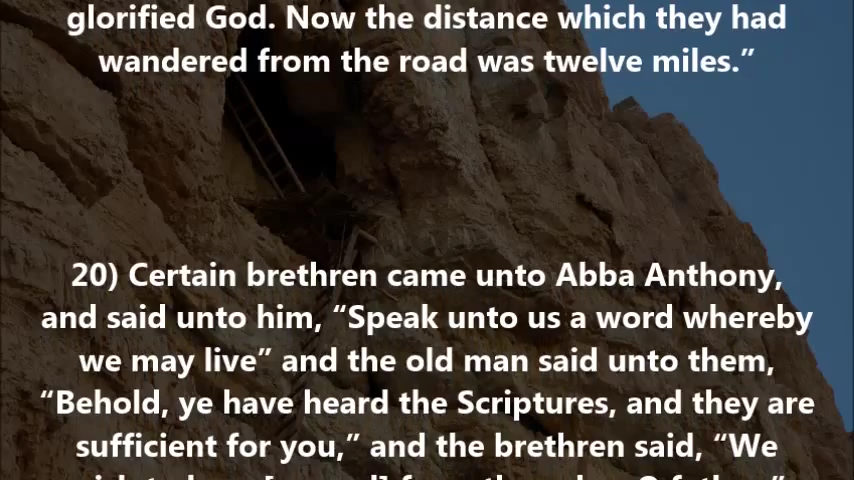 glorified God. Now the distance which they had
wandered from the road was twelve miles.”
20) Certain brethren came unto Abba Anthony,
and said unto him, “Speak unto us a word whereby
we may live” and the old man said unto them,
“Behold, ye have heard the Scriptures, and they are
sufficient for you,” and the brethren said, “We